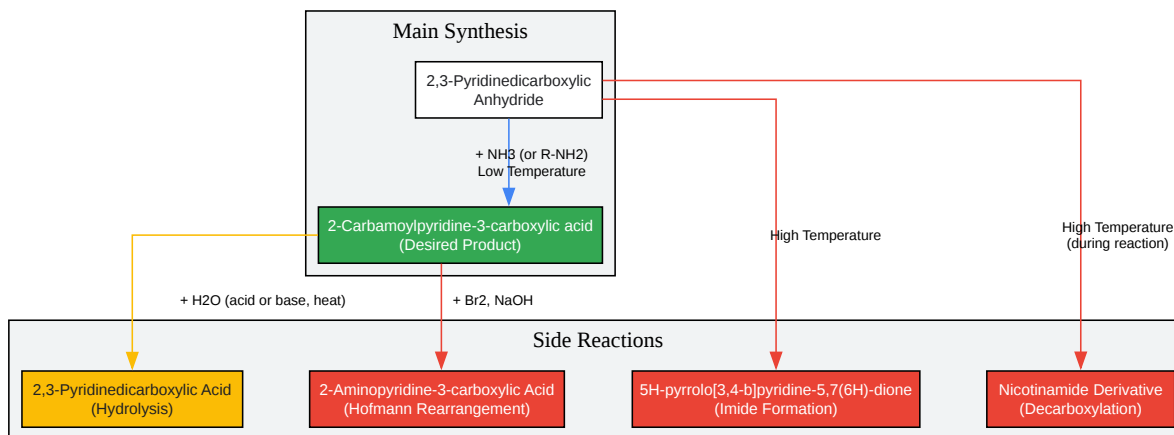 Main Synthesis
2,3-Pyridinedicarboxylic
Anhydride
+ NH3 (or R-NH2)
Low Temperature
2-Carbamoylpyridine-3-carboxylic acid
(Desired Product)
High Temperature
High Temperature
(during reaction)
+ H2O (acid or base, heat)
+ Br2, NaOH
Side Reactions
2,3-Pyridinedicarboxylic Acid
(Hydrolysis)
2-Aminopyridine-3-carboxylic Acid
(Hofmann Rearrangement)
5H-pyrrolo[3,4-b]pyridine-5,7(6H)-dione
(Imide Formation)
Nicotinamide Derivative
(Decarboxylation)